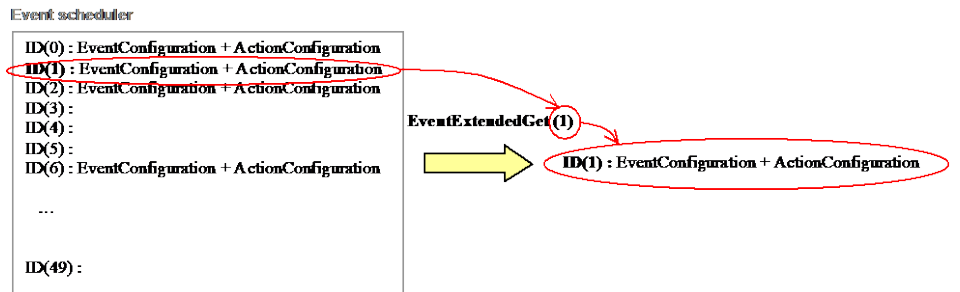 Event scheduler
ID(0) : EventConfiguration + ActionConfiguration
ID(1) : EventConfiguration + ActionConfiguration
ID(2) : EventConfiguration + ActionConfiguration
ID(3) :
ID(4) :
ID(5) :
ID(6) : EventConfiguration + ActionConfiguration
...
ID(49) :
EventExtendedGet(1)
ID(1) : EventConfiguration + ActionConfiguration